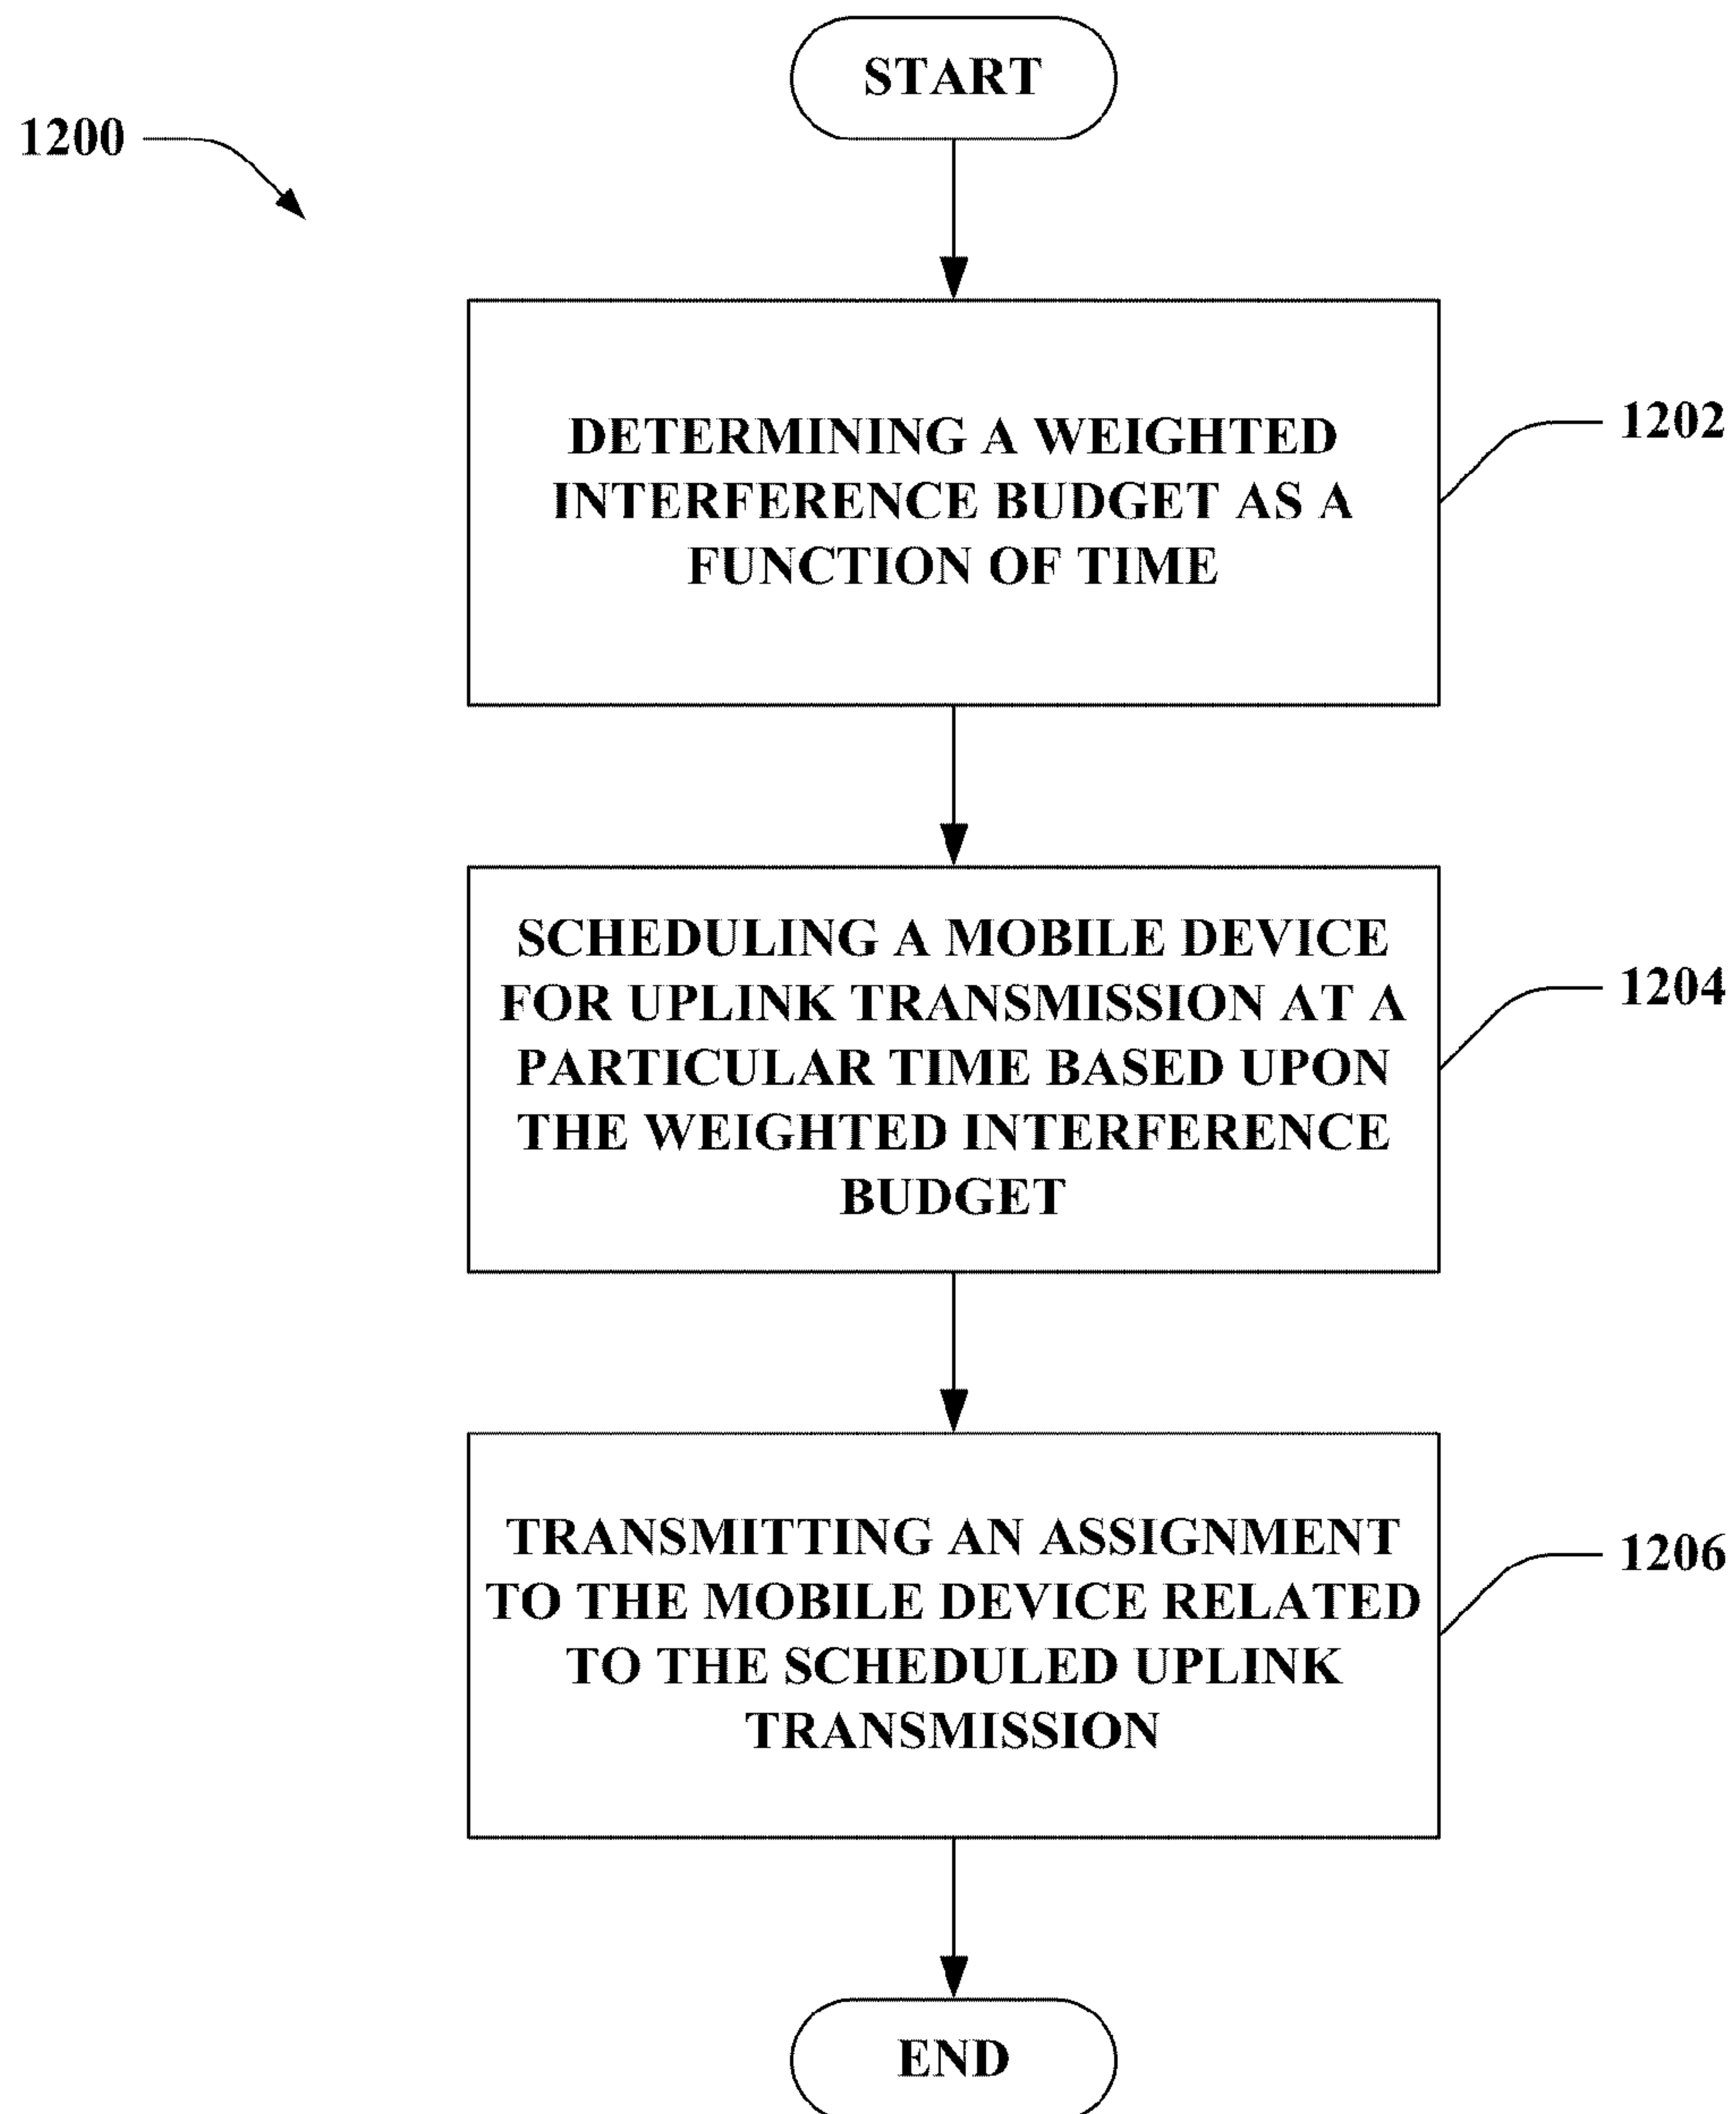 START
1200
DETERMINING A WEIGHTED
INTERFERENCE BUDGET AS A
FUNCTION OF TIME
1202
SCHEDULING A MOBILE DEVICE
FOR UPLINK TRANSMISSION AT A
PARTICULAR TIME BASED UPON
THE WEIGHTED INTERFERENCE
BUDGET
1204
TRANSMITTING AN ASSIGNMENT
TO THE MOBILE DEVICE RELATED
TO THE SCHEDULED UPLINK
TRANSMISSION
1206
END